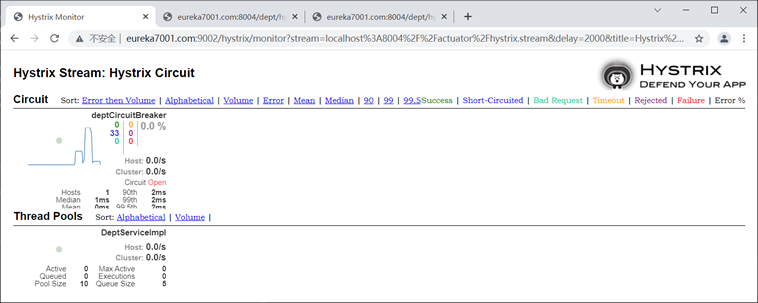 Hystrix Monitor
eureka7001.com:8004/dept/hy
eureka7001.com:8004/dept/hy
不安全 | eureka7001.com:9002/hystrix/monitor?stream=localhost%3A8004%2F%2Factuator%2Fhystrix.stream&delay=2000&title=Hystrix%2...
Hystrix Stream: Hystrix Circuit
HYSTRIX
DEFEND YOUR APP
Circuit Sort: Error then Volume | Alphabetical | Volume | Error | Mean | Median | 90 | 99 | 99.5 Success | Short-Circuited | Bad Request | Timeout | Rejected | Failure | Error %
deptCircuitBreaker
0 0 0.0 %
33 0
0 0
Host: 0.0/s
Cluster: 0.0/s
Circuit Open
Hosts 1 90th 2ms
Median 1ms 99th 2ms
Mean 0ms 99.5th 2ms
Thread Pools Sort: Alphabetical | Volume |
DeptServiceImpl
Host: 0.0/s
Cluster: 0.0/s
Active 0 Max Active 0
Queued 0 Executions 0
Pool Size 10 Queue Size 5